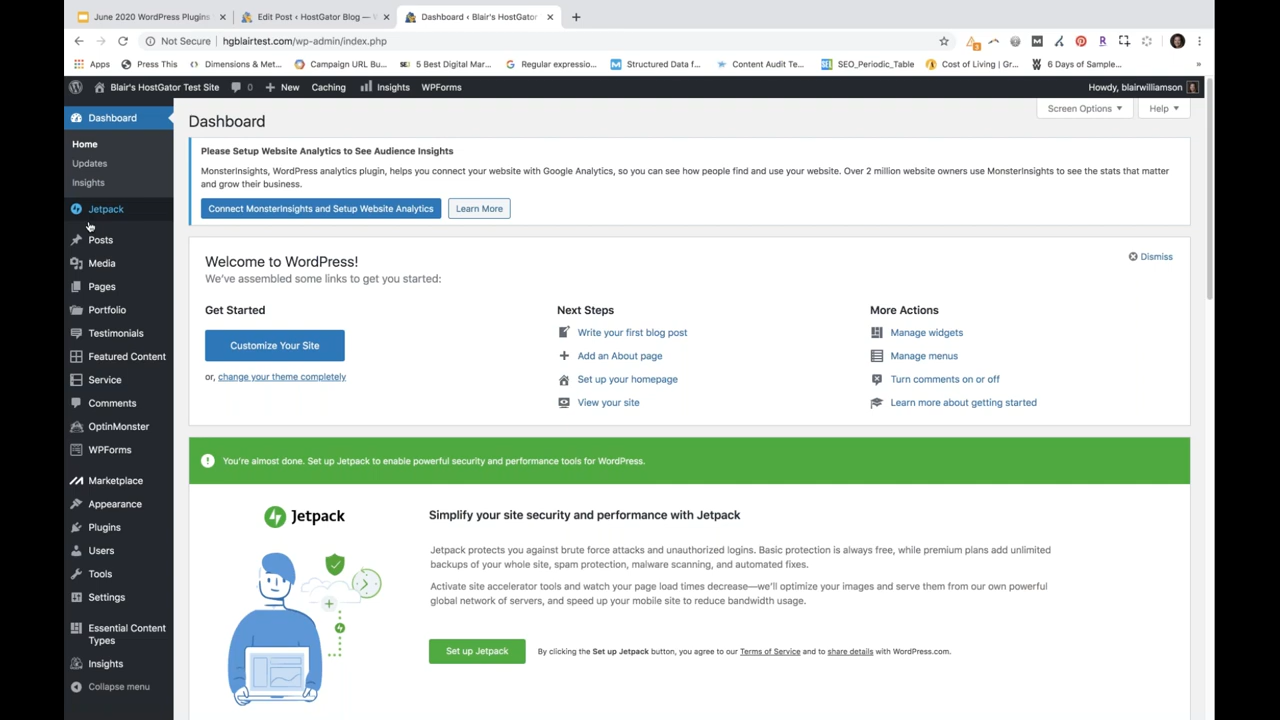 June 2020 WordPress Plugins
Edit Post ‹ HostGator Blog — W
Dashboard ‹ Blair's HostGator
Not Secure
hgblairtest.com/wp-admin/index.php
Apps
Press This
Dimensions & Met...
Campaign URL Bu...
5 Best Digital Mar...
Regular expressio...
Structured Data f...
Content Audit Te...
SEO_Periodic_Table
Cost of Living | Gr...
6 Days of Sample...
»
Blair's HostGator Test Site
0
New
Caching
Insights
WPForms
Howdy, blairwilliamson
Dashboard
Home
Updates
Insights
Jetpack
Posts
Media
Pages
Portfolio
Testimonials
Featured Content
Service
Comments
OptinMonster
WPForms
Marketplace
Appearance
Plugins
Users
Tools
Settings
Essential Content
Types
Insights
Collapse menu
Screen Options
Help
Dashboard
Please Setup Website Analytics to See Audience Insights
MonsterInsights, WordPress analytics plugin, helps you connect your website with Google Analytics, so you can see how people find and use your website. Over 2 million website owners use MonsterInsights to see the stats that matter
and grow their business.
Connect MonsterInsights and Setup Website Analytics
Learn More
Welcome to WordPress!
Dismiss
We've assembled some links to get you started:
Get Started
Customize Your Site
or, change your theme completely
Next Steps
Write your first blog post
Add an About page
Set up your homepage
View your site
More Actions
Manage widgets
Manage menus
Turn comments on or off
Learn more about getting started
You're almost done. Set up Jetpack to enable powerful security and performance tools for WordPress.
Jetpack
Simplify your site security and performance with Jetpack
Jetpack protects you against brute force attacks and unauthorized logins. Basic protection is always free, while premium plans add unlimited
backups of your whole site, spam protection, malware scanning, and automated fixes.
Activate site accelerator tools and watch your page load times decrease—we'll optimize your images and serve them from our own powerful
global network of servers, and speed up your mobile site to reduce bandwidth usage.
Set up Jetpack
By clicking the Set up Jetpack button, you agree to our Terms of Service and to share details with WordPress.com.